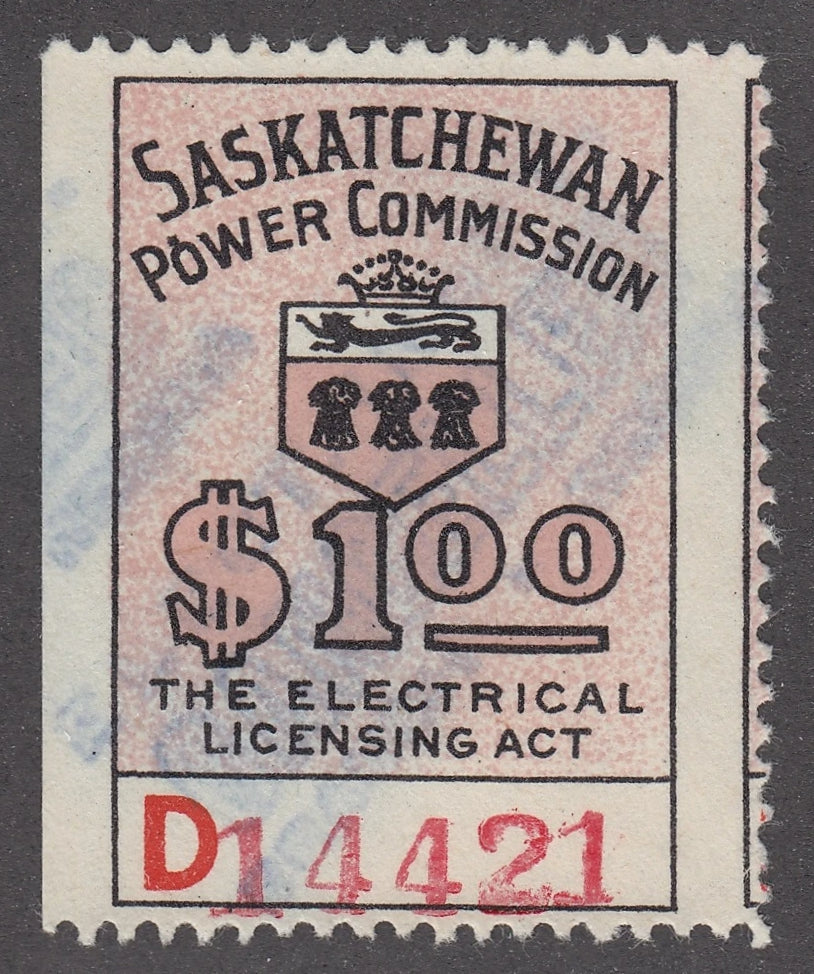 SASKATCHEWAN
POWER COMMISSION
$1.00
THE ELECTRICAL
LICENSING ACT
D14421